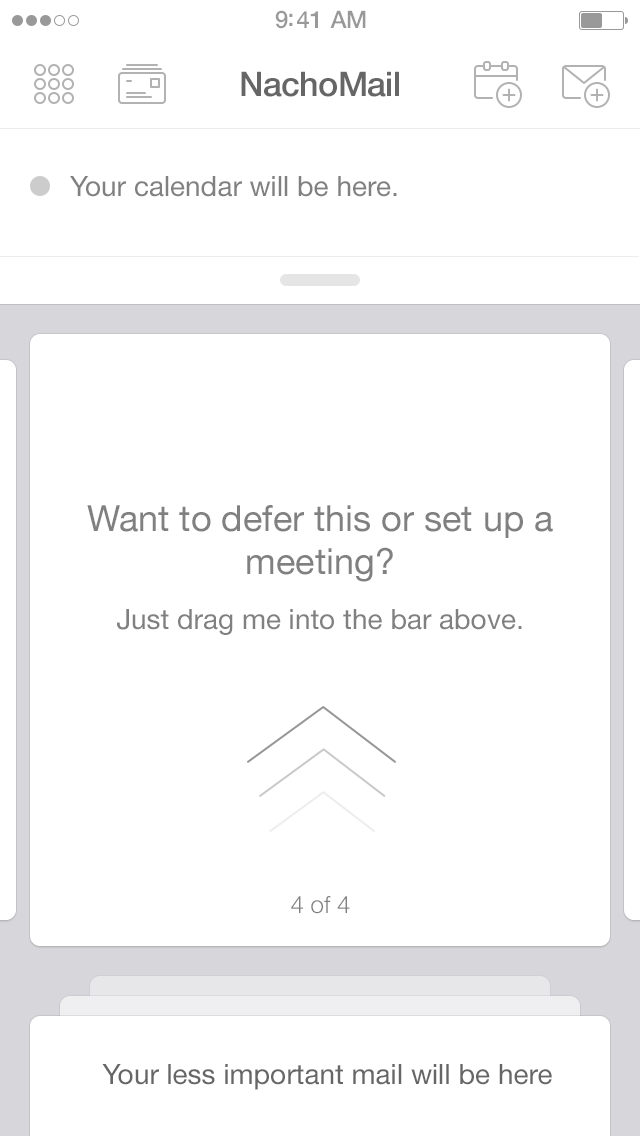 9:41 AM
NachoMail
Your calendar will be here.
Want to defer this or set up a
meeting?
Just drag me into the bar above.
4 of 4
Your less important mail will be here